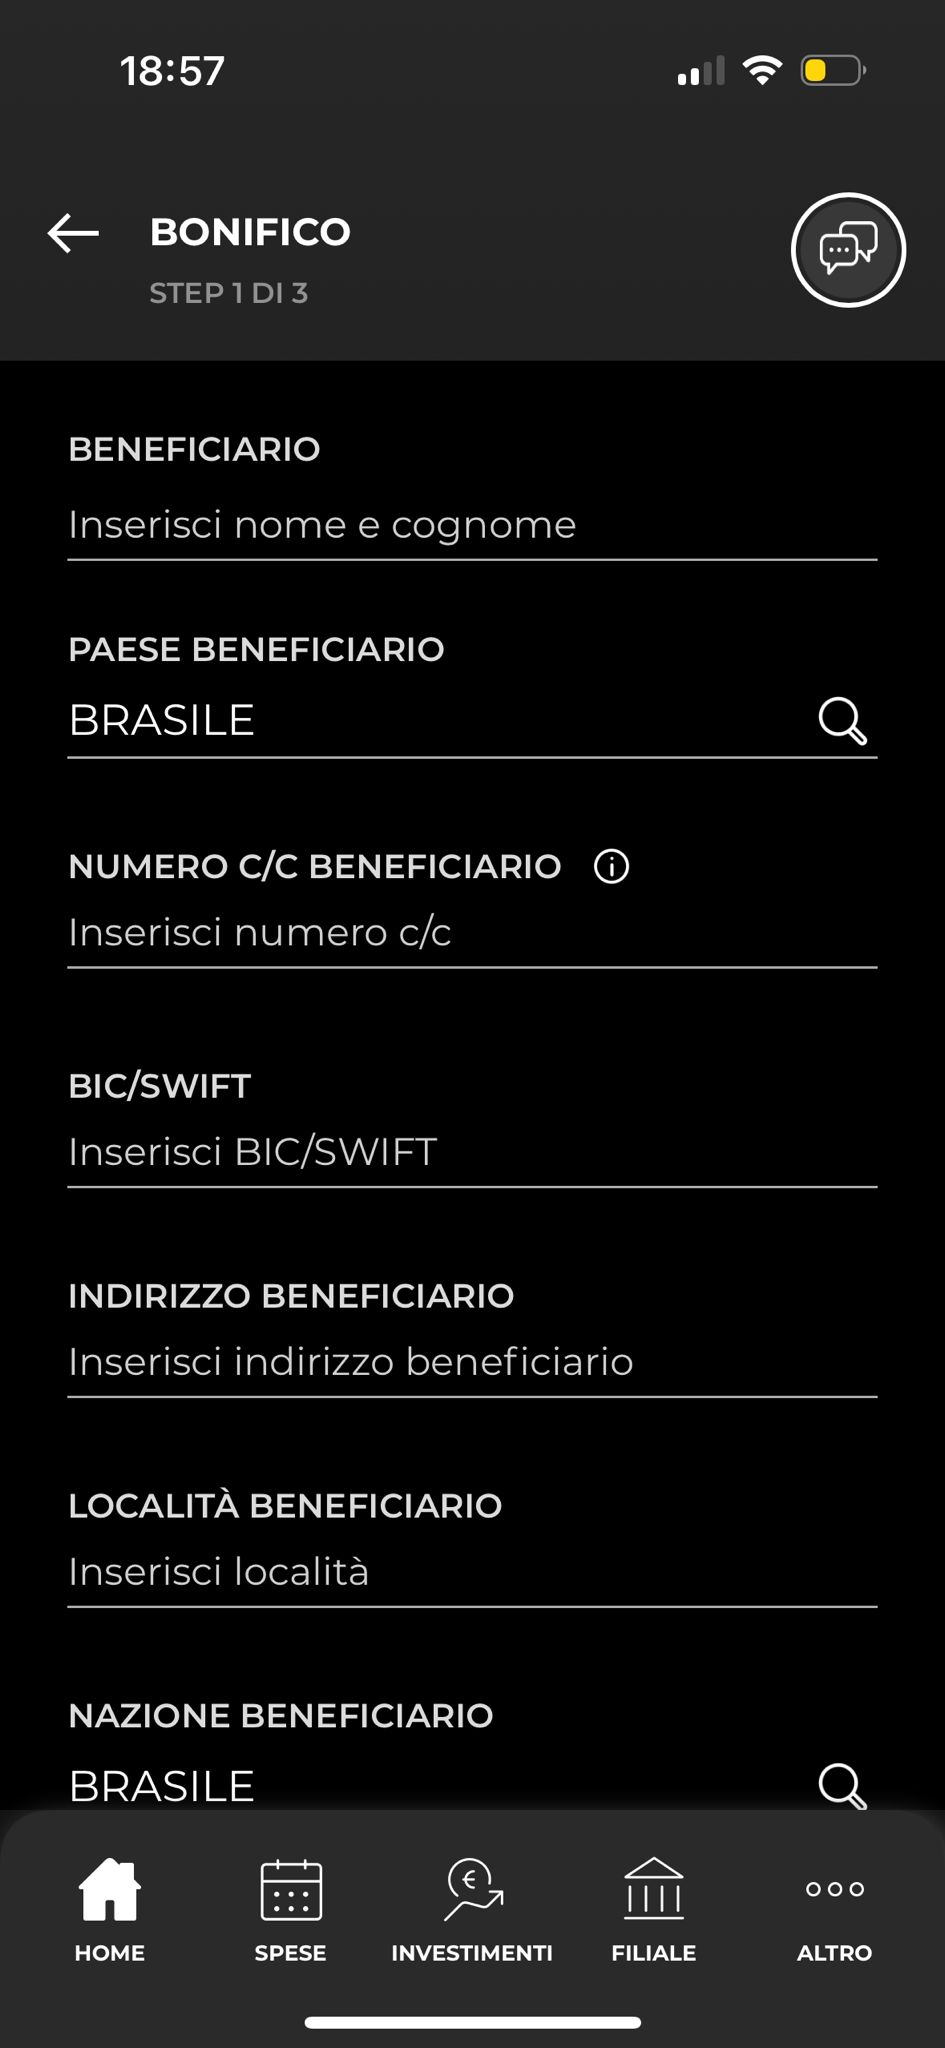 18:57
BONIFICO
STEP 1 DI 3
BENEFICIARIO
Inserisci nome e cognome
PAESE BENEFICIARIO
BRASILE
NUMERO C/C BENEFICIARIO
Inserisci numero c/c
BIC/SWIFT
Inserisci BIC/SWIFT
INDIRIZZO BENEFICIARIO
Inserisci indirizzo beneficiario
LOCALITÀ BENEFICIARIO
Inserisci località
NAZIONE BENEFICIARIO
BRASILE
HOME SPESE INVESTIMENTI FILIALE ALTRO